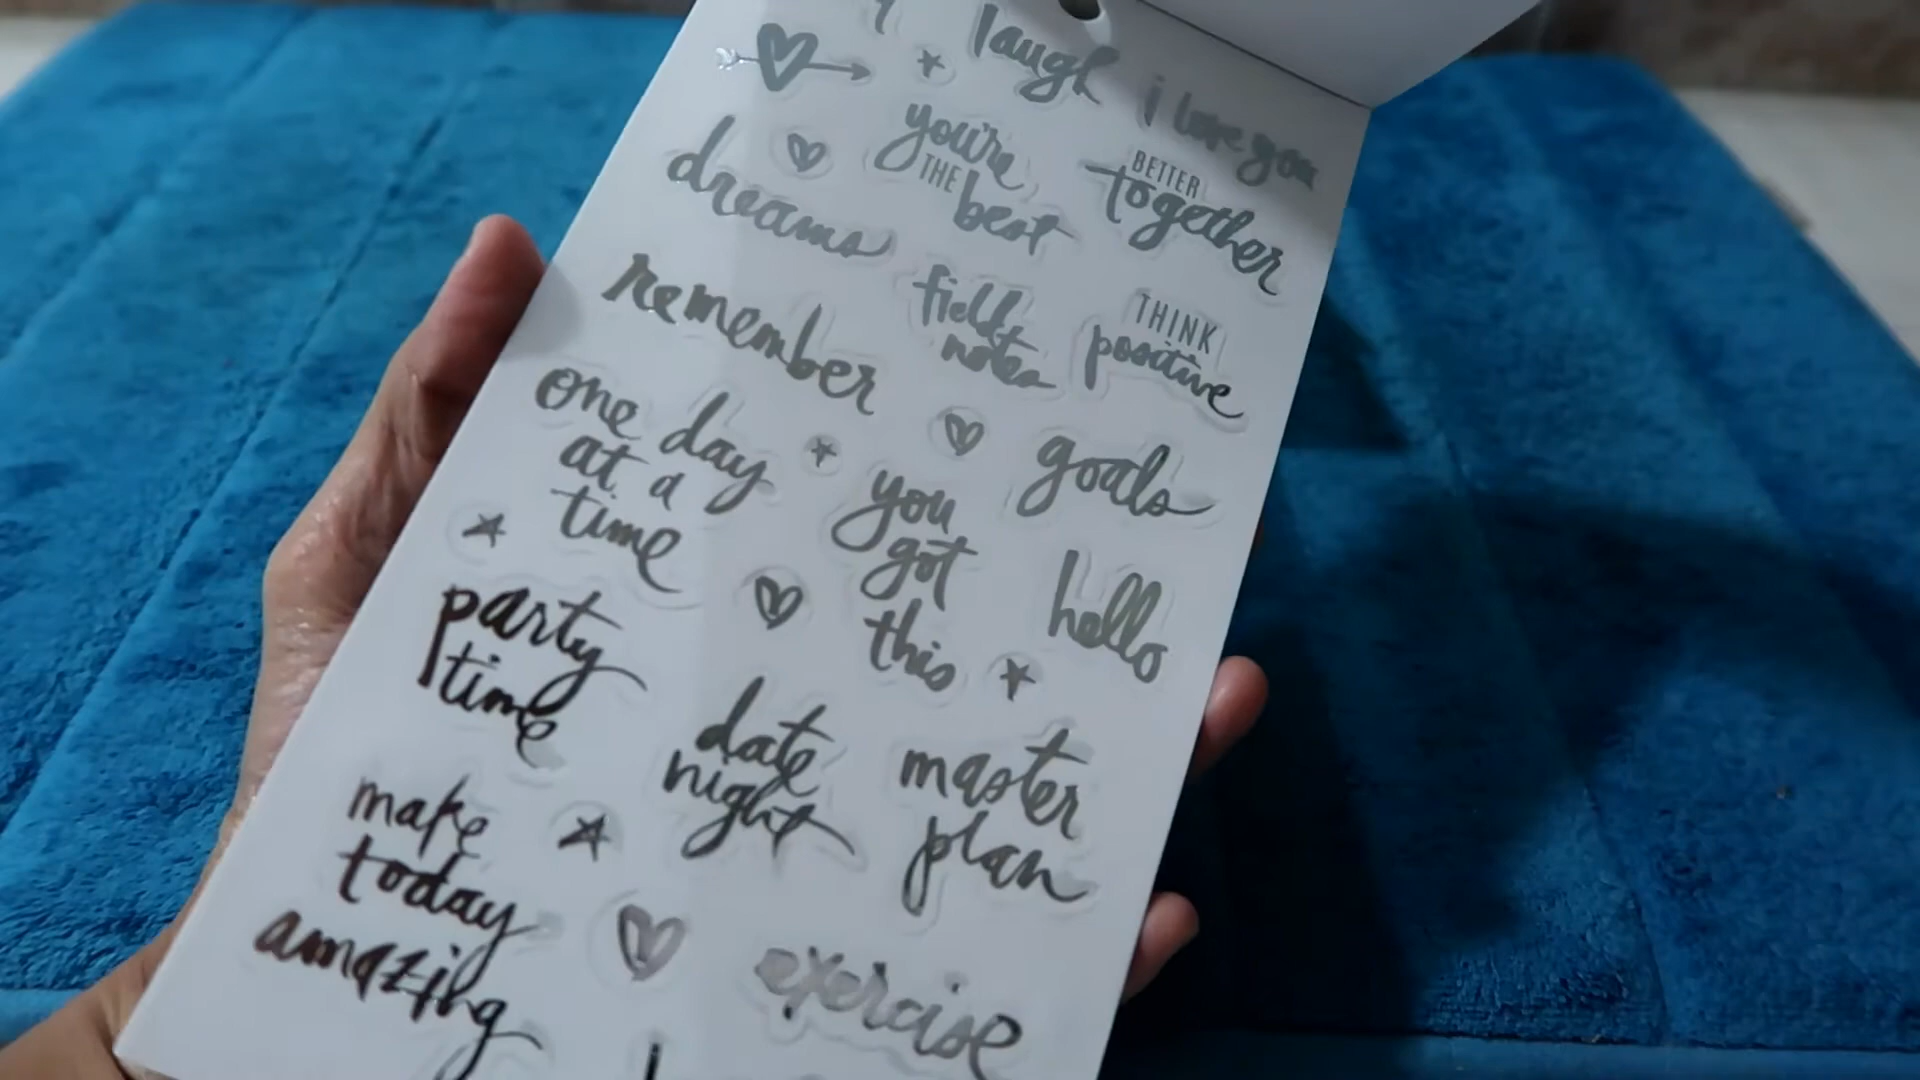 laugh
i love you
you're
THE
best
BETTER
together
dreams
remember
field
notes
THINK
positive
one day
at a
time
you
got
this
goals
hello
party
time
date
night
master
plan
make
today
amazing
exercise